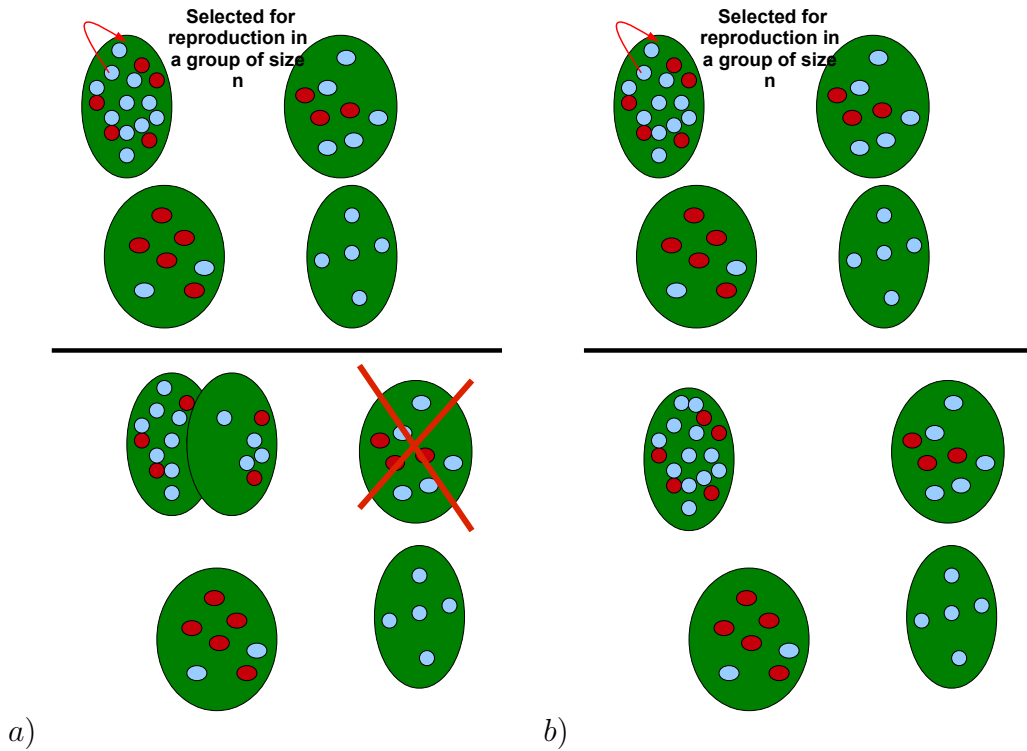 Selected for
reproduction in
a group of size
n
Selected for
reproduction in
a group of size
n
a)
b)